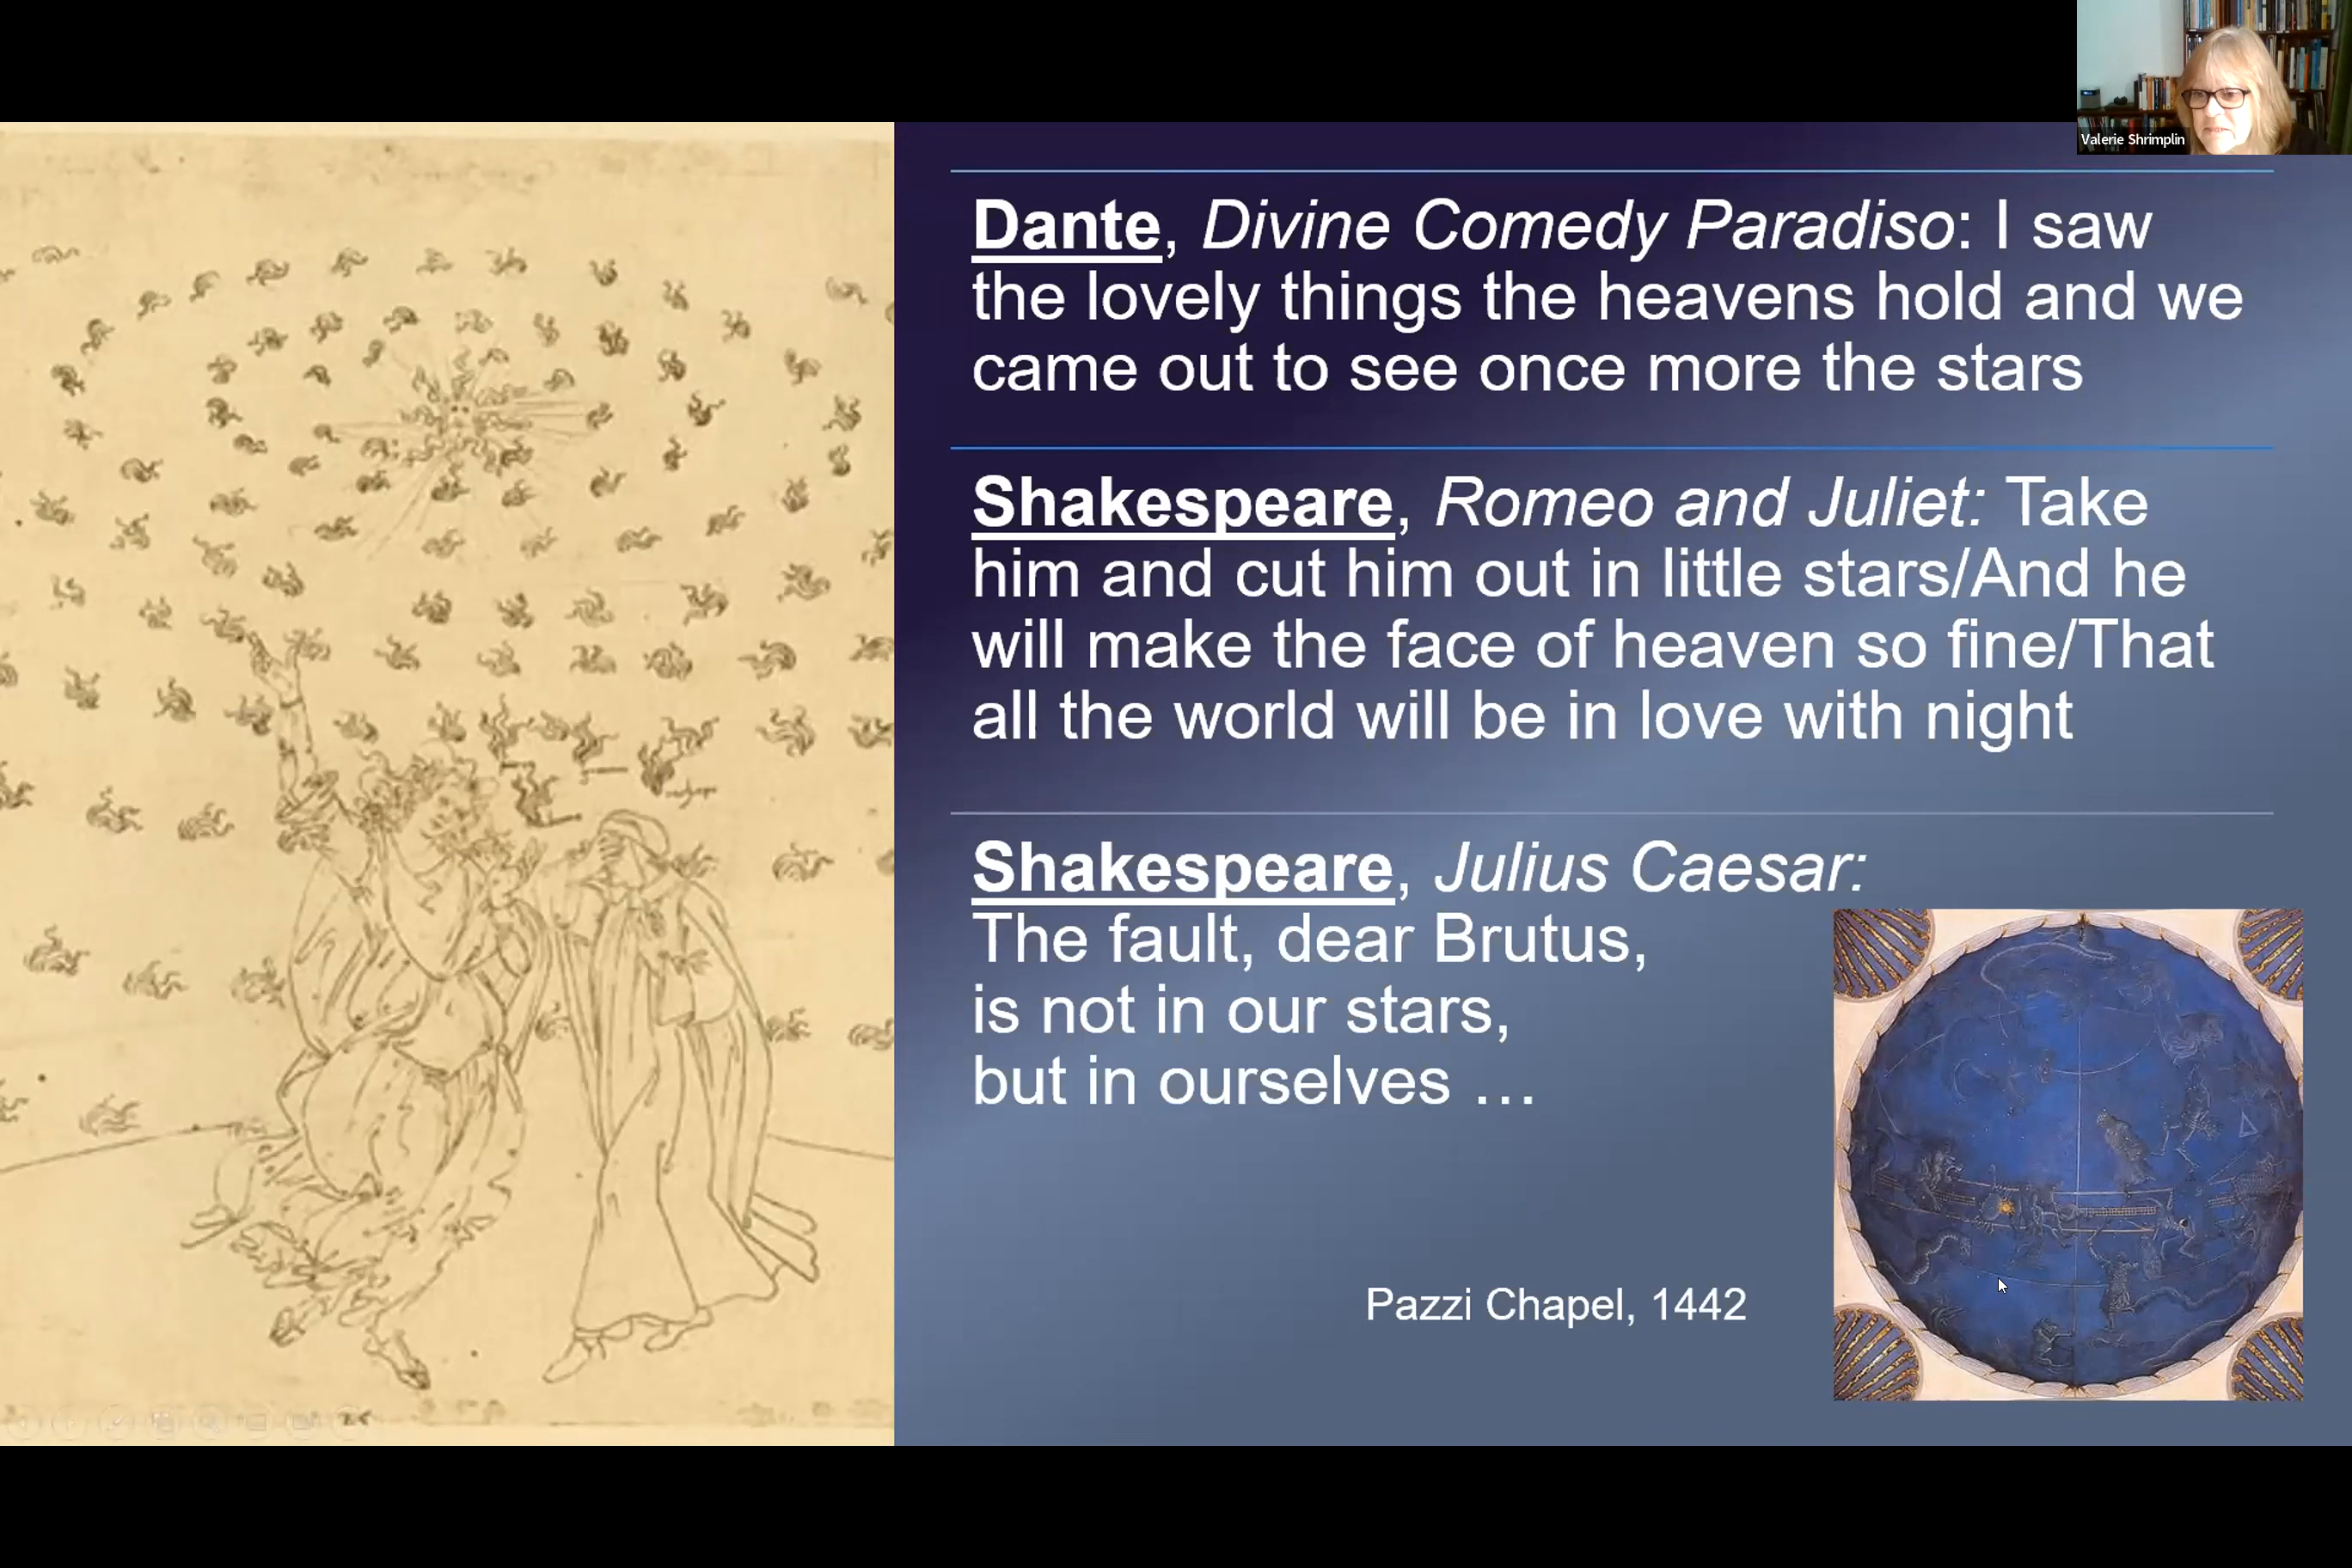 Valerie Shrimplin
Dante, Divine Comedy Paradiso: I saw
the lovely things the heavens hold and we
came out to see once more the stars
Shakespeare, Romeo and Juliet: Take
him and cut him out in little stars/And he
will make the face of heaven so fine/That
all the world will be in love with night
Shakespeare, Julius Caesar:
The fault, dear Brutus,
is not in our stars,
but in ourselves …
Pazzi Chapel, 1442